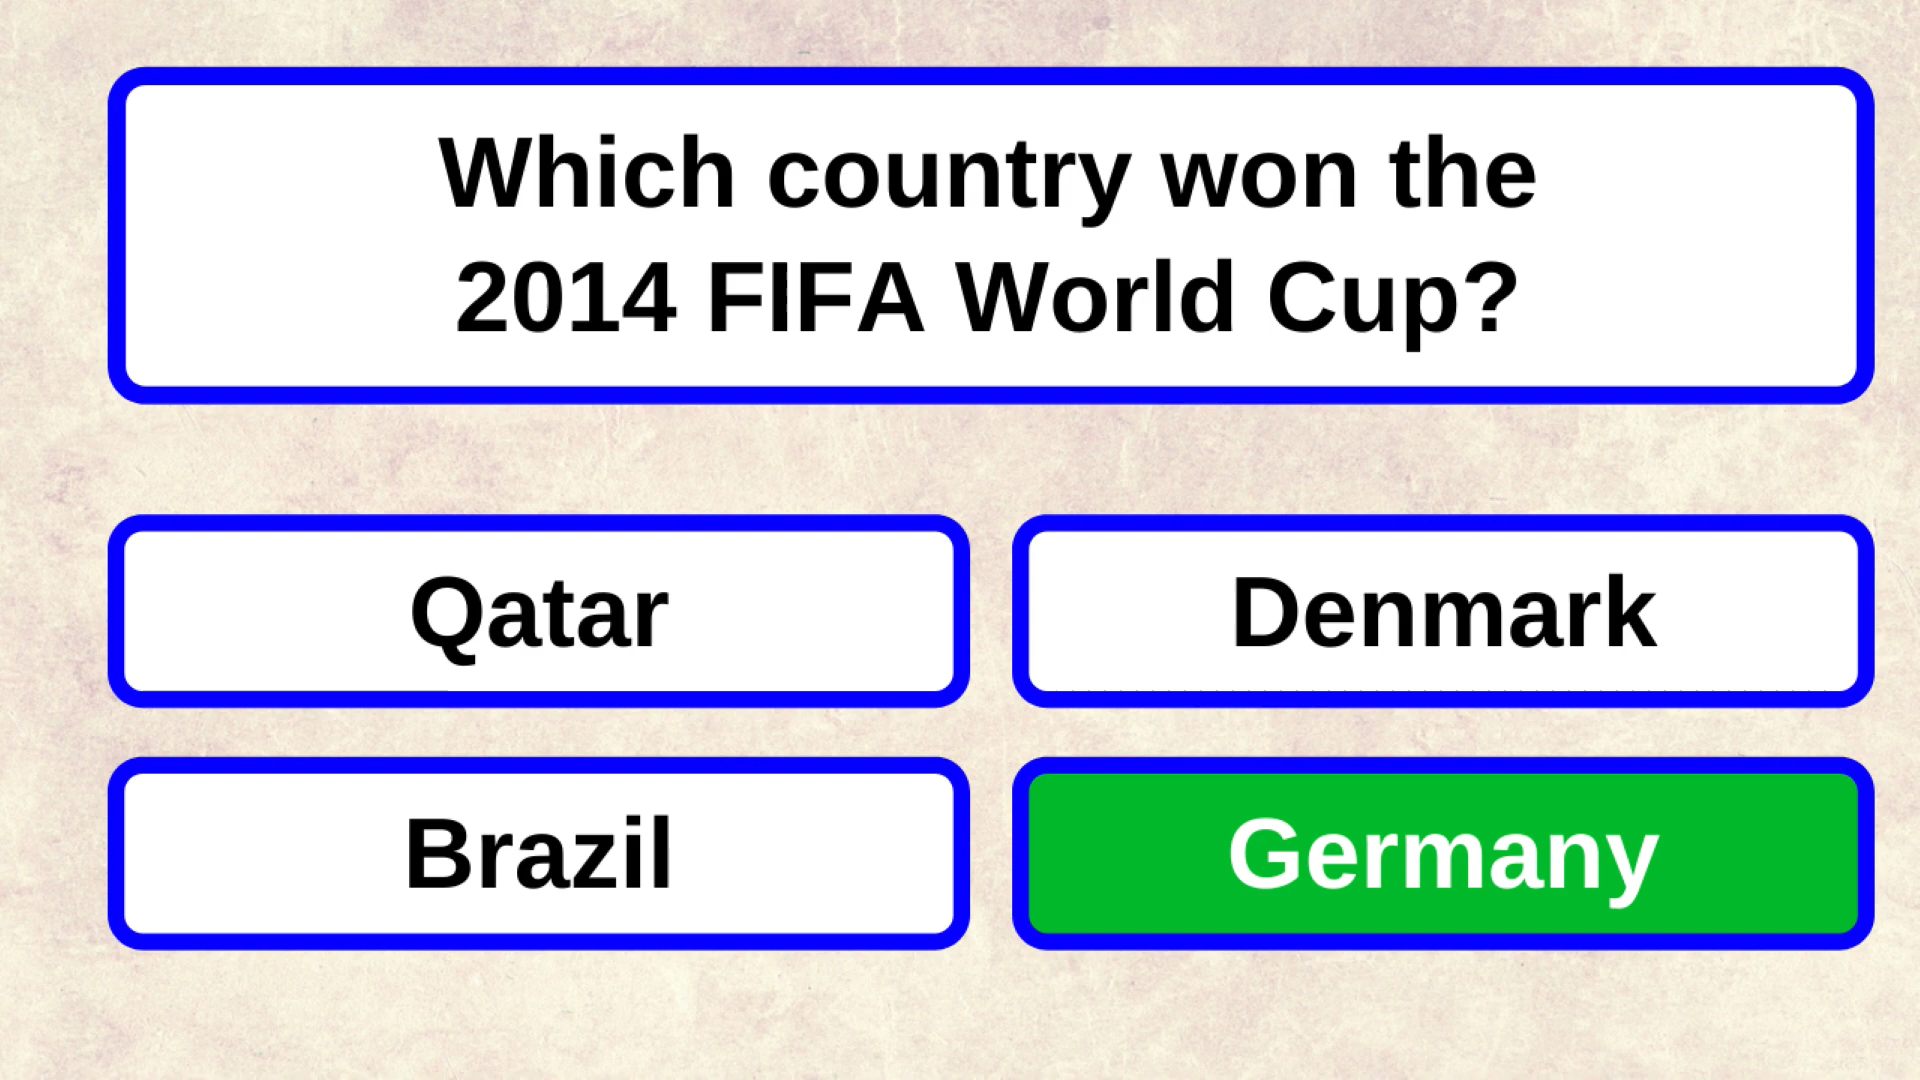 Which country won the
2014 FIFA World Cup?
Qatar
Denmark
Brazil
Germany